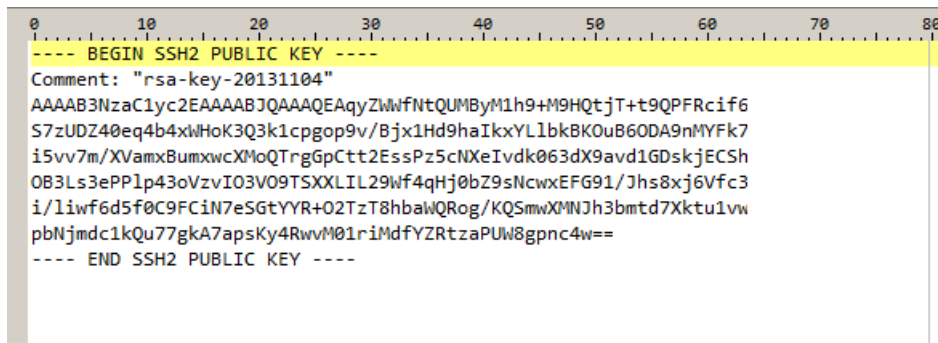 0 10 20 30 40 50 60 70 80
---- BEGIN SSH2 PUBLIC KEY ----
Comment: "rsa-key-20131104"
AAAAB3NzaC1yc2EAAAABJQAAAQEAqyZWWfNtQUMByM1h9+M9HQtjT+t9QPFRcif6
S7zUDZ40eq4b4xWHoK3Q3k1cpgop9v/Bjx1Hd9haIkxYLlbkBKOuB6ODA9nMYFk7
i5vv7m/XVamxBumxwcXMoQTrgGpCtt2EssPz5cNXeIvdk063dX9avd1GDskjECSh
OB3Ls3ePPlp43oVzvIO3VO9TSXXLIL29Wf4qHj0bZ9sNcwxEFG91/Jhs8xj6Vfc3
i/liwf6d5f0C9FCiN7eSGtYYR+O2TzT8hbaWQRog/KQSmwXMNJh3bmtd7Xktu1vw
pbNjmdc1kQu77gkA7apsKy4RwvM01riMdfYZRtzaPUW8gpnc4w==
---- END SSH2 PUBLIC KEY ----